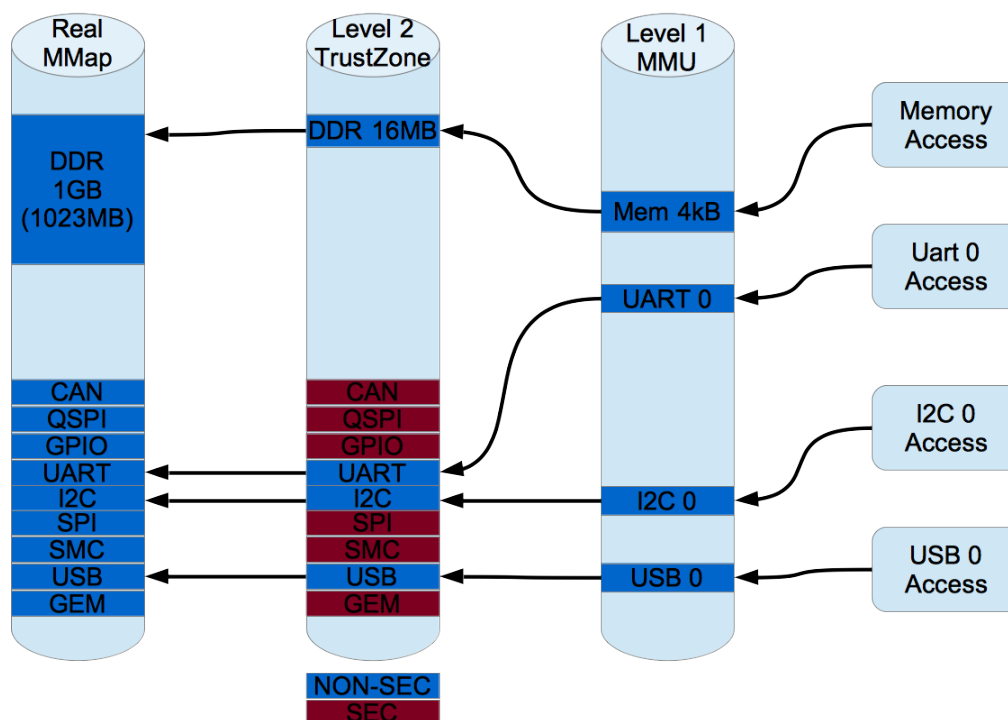 Real
MMap
DDR
1GB
(1023MB)
CAN
QSPI
GPIO
UART
I2C
SPI
SMC
USB
GEM
Level 2
TrustZone
DDR 16MB
CAN
QSPI
GPIO
UART
I2C
SPI
SMC
USB
GEM
NON-SEC
SEC
Level 1
MMU
Mem 4kB
UART 0
I2C 0
USB 0
Memory
Access
Uart 0
Access
I2C 0
Access
USB 0
Access